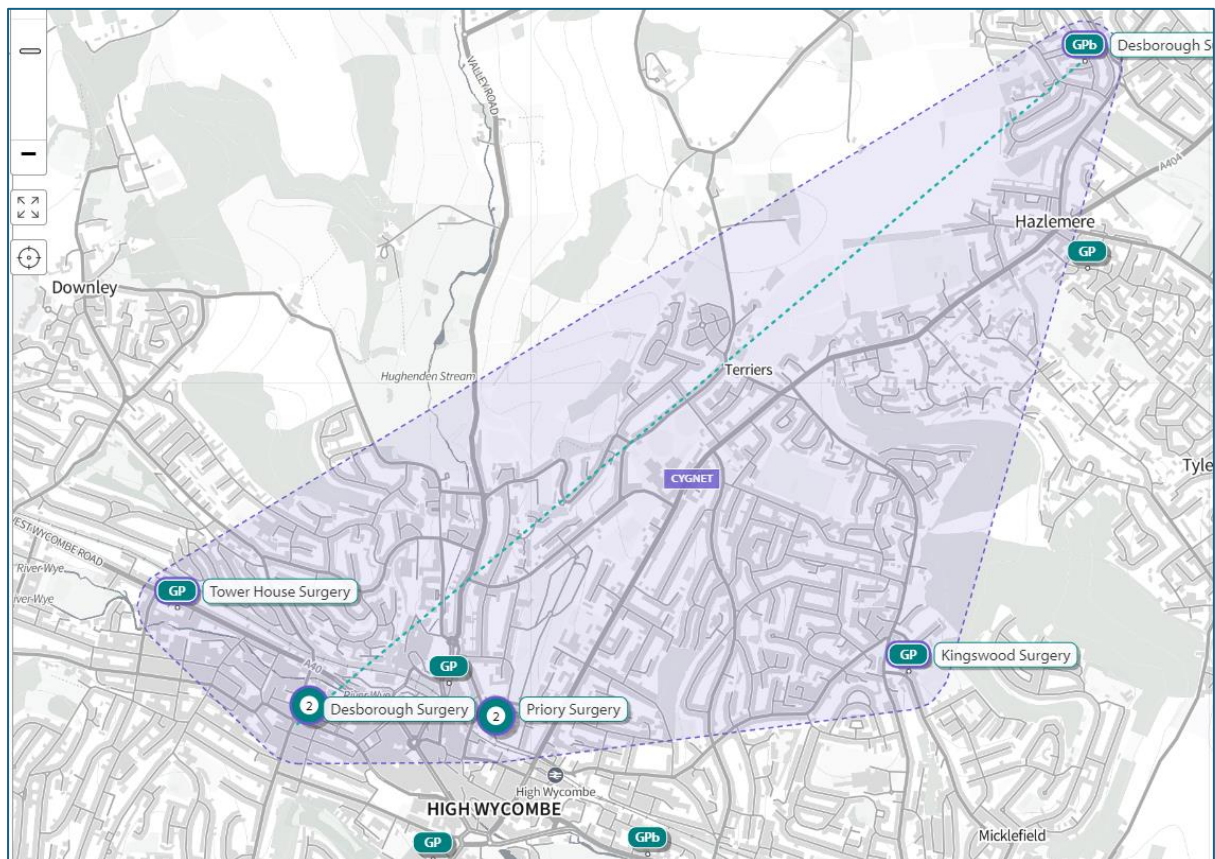 GPb
Desborough S
VALLEY ROAD
A404
Hazlemere
GP
Downley
Hughenden Stream
Terriers
CYGNET
Tyle
WEST WYCOMBE ROAD
River-Wye
River-Wye
GP
Tower House Surgery
GP
GP
Kingswood Surgery
A40
River-Wye
2
Desborough Surgery
2
Priory Surgery
High Wycombe
HIGH WYCOMBE
GP
GPb
Micklefield